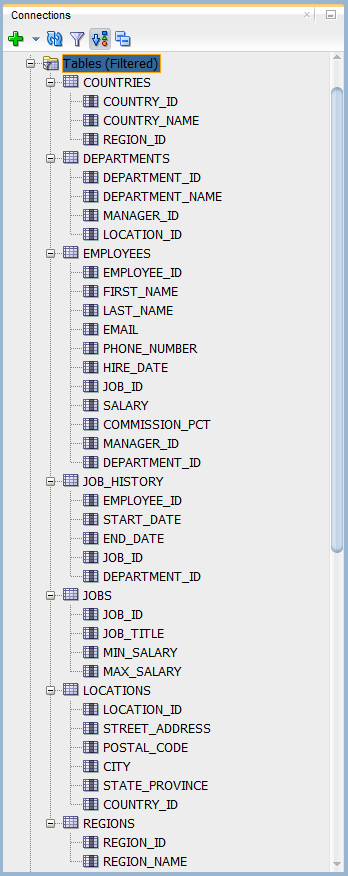 Connections
Tables (Filtered)
COUNTRIES
COUNTRY_ID
COUNTRY_NAME
REGION_ID
DEPARTMENTS
DEPARTMENT_ID
DEPARTMENT_NAME
MANAGER_ID
LOCATION_ID
EMPLOYEES
EMPLOYEE_ID
FIRST_NAME
LAST_NAME
EMAIL
PHONE_NUMBER
HIRE_DATE
JOB_ID
SALARY
COMMISSION_PCT
MANAGER_ID
DEPARTMENT_ID
JOB_HISTORY
EMPLOYEE_ID
START_DATE
END_DATE
JOB_ID
DEPARTMENT_ID
JOBS
JOB_ID
JOB_TITLE
MIN_SALARY
MAX_SALARY
LOCATIONS
LOCATION_ID
STREET_ADDRESS
POSTAL_CODE
CITY
STATE_PROVINCE
COUNTRY_ID
REGIONS
REGION_ID
REGION_NAME